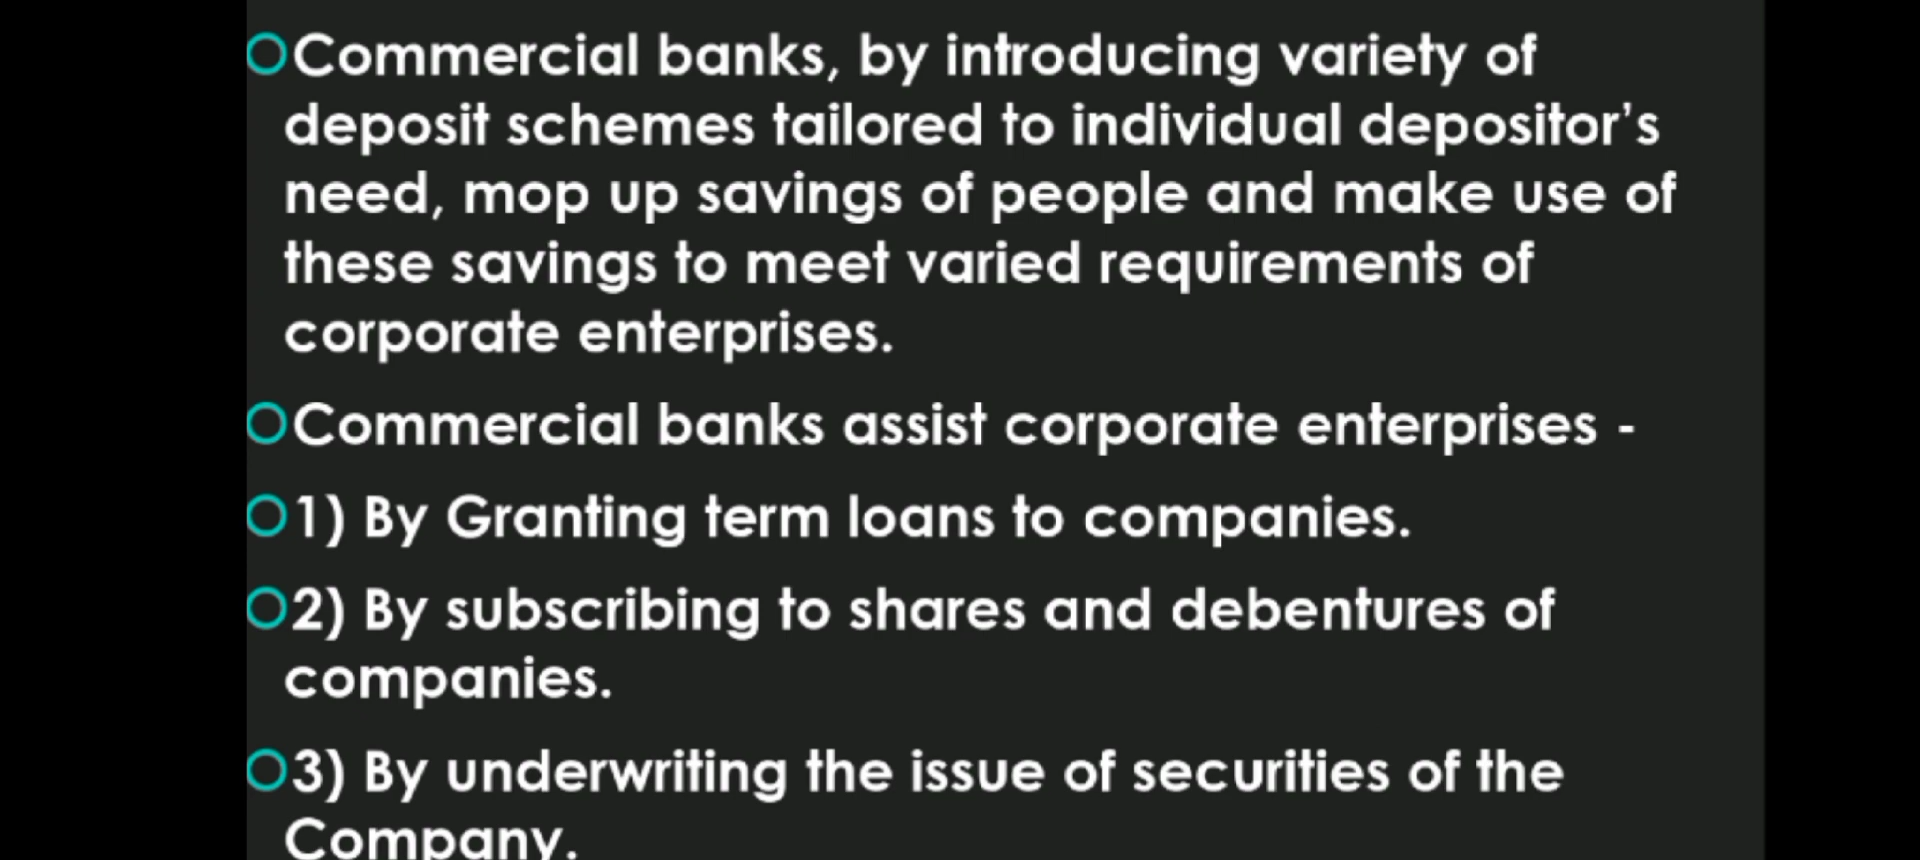 Commercial banks, by introducing variety of
deposit schemes tailored to individual depositor's
need, mop up savings of people and make use of
these savings to meet varied requirements of
corporate enterprises.
Commercial banks assist corporate enterprises -
1) By Granting term loans to companies.
2) By subscribing to shares and debentures of
companies.
3) By underwriting the issue of securities of the
Company.